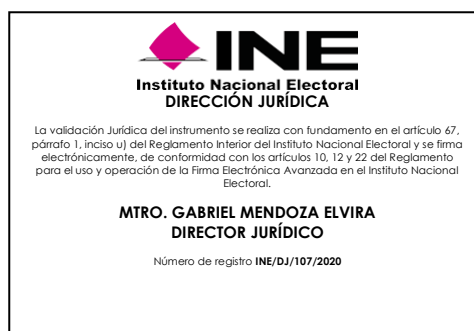 INE
Instituto Nacional Electoral
DIRECCIÓN JURÍDICA
La validación Jurídica del instrumento se realiza con fundamento en el artículo 67,
párrafo 1, inciso u) del Reglamento Interior del Instituto Nacional Electoral y se firma
electrónicamente, de conformidad con los artículos 10, 12 y 22 del Reglamento
para el uso y operación de la Firma Electrónica Avanzada en el Instituto Nacional
Electoral.
MTRO. GABRIEL MENDOZA ELVIRA
DIRECTOR JURÍDICO
Número de registro INE/DJ/107/2020